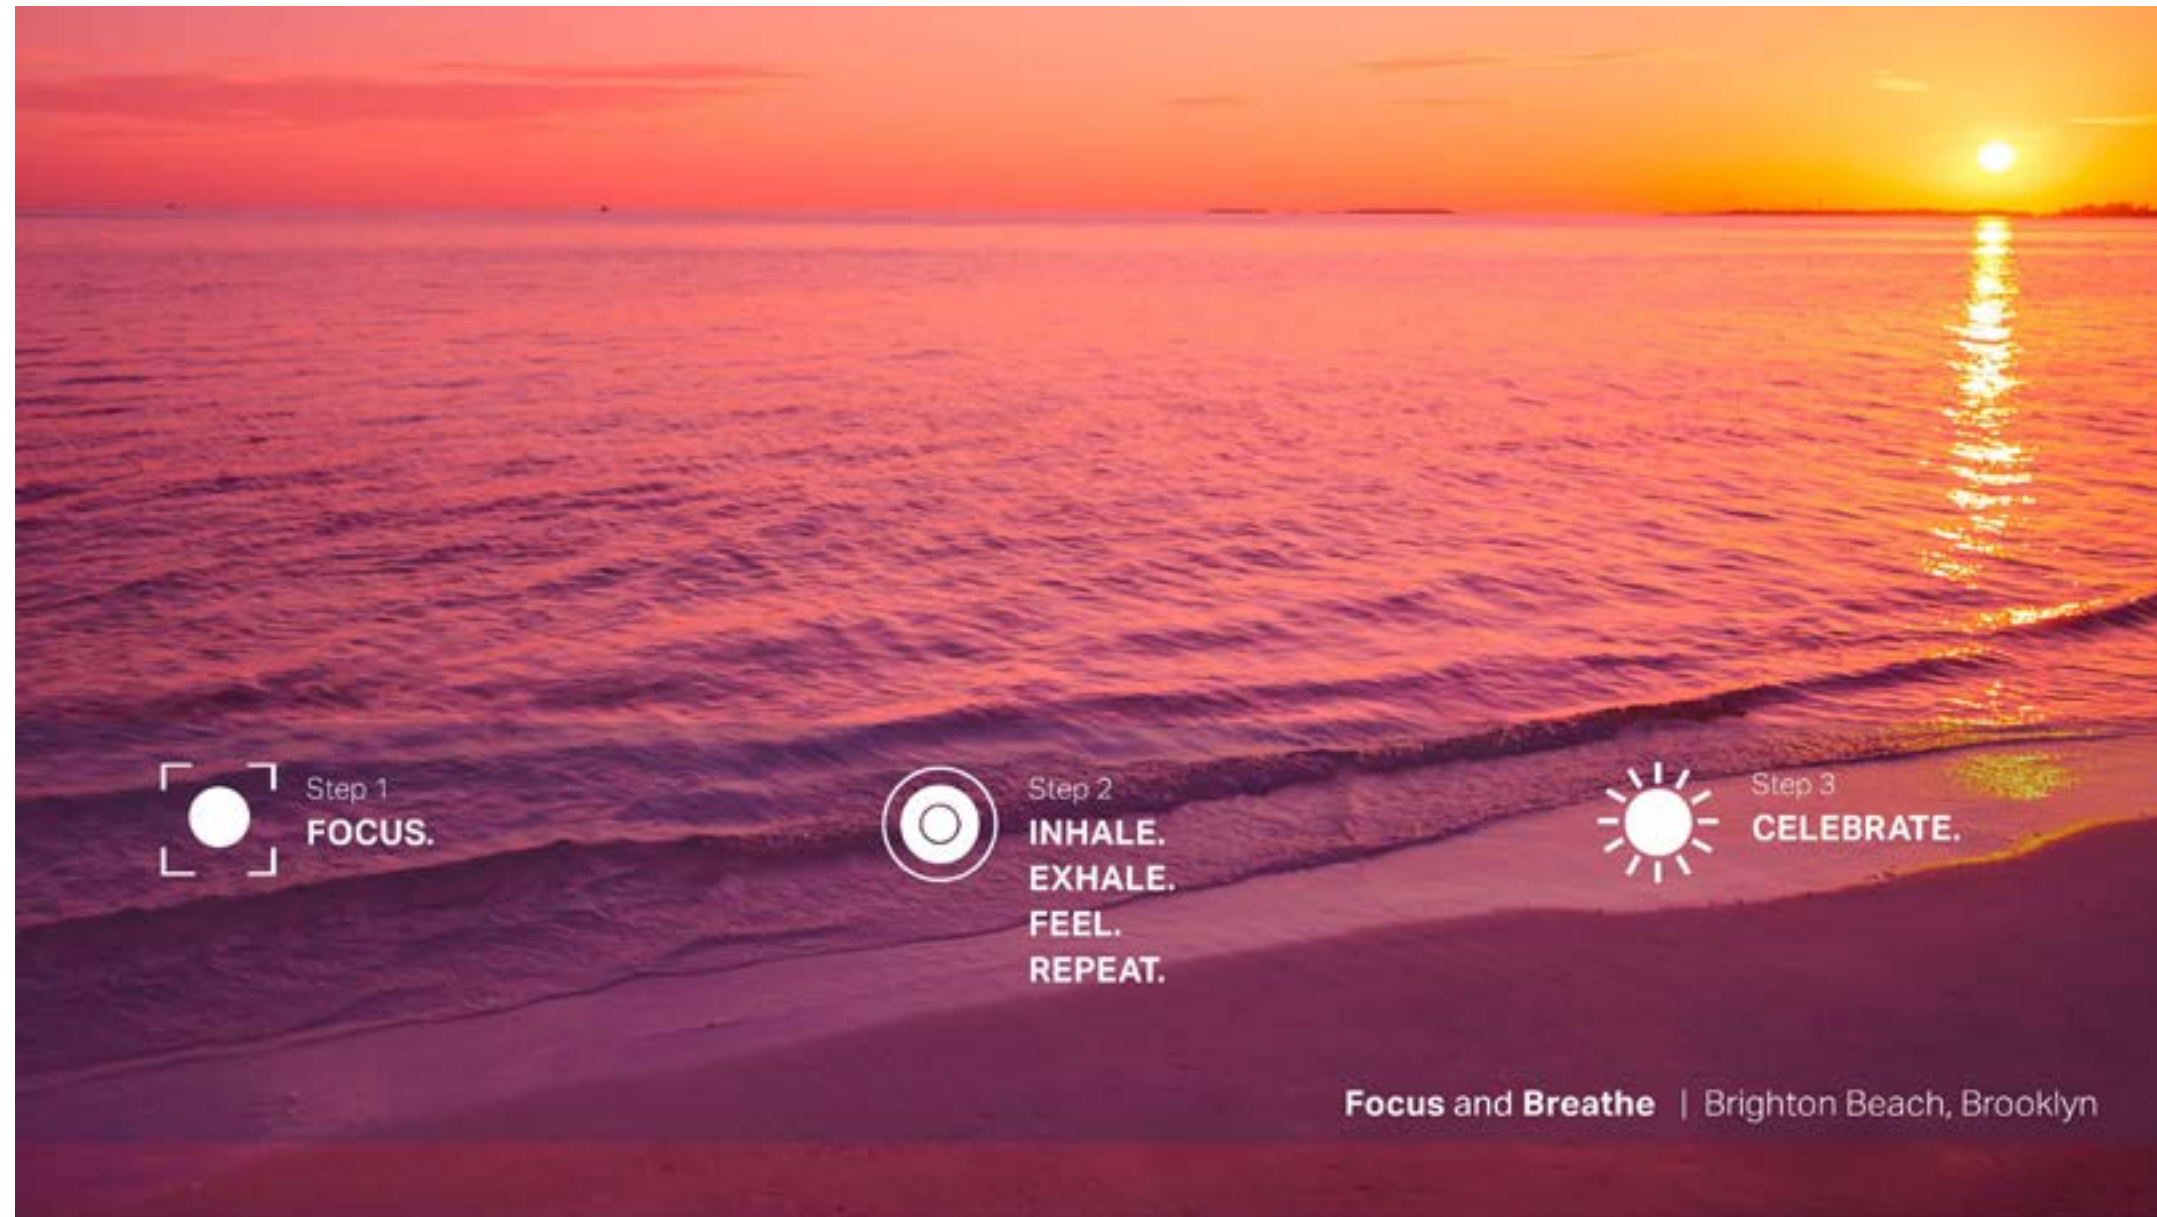 Step 1
FOCUS.
Step 2
INHALE.
EXHALE.
FEEL.
REPEAT.
Step 3
CELEBRATE.
Focus and Breathe | Brighton Beach, Brooklyn